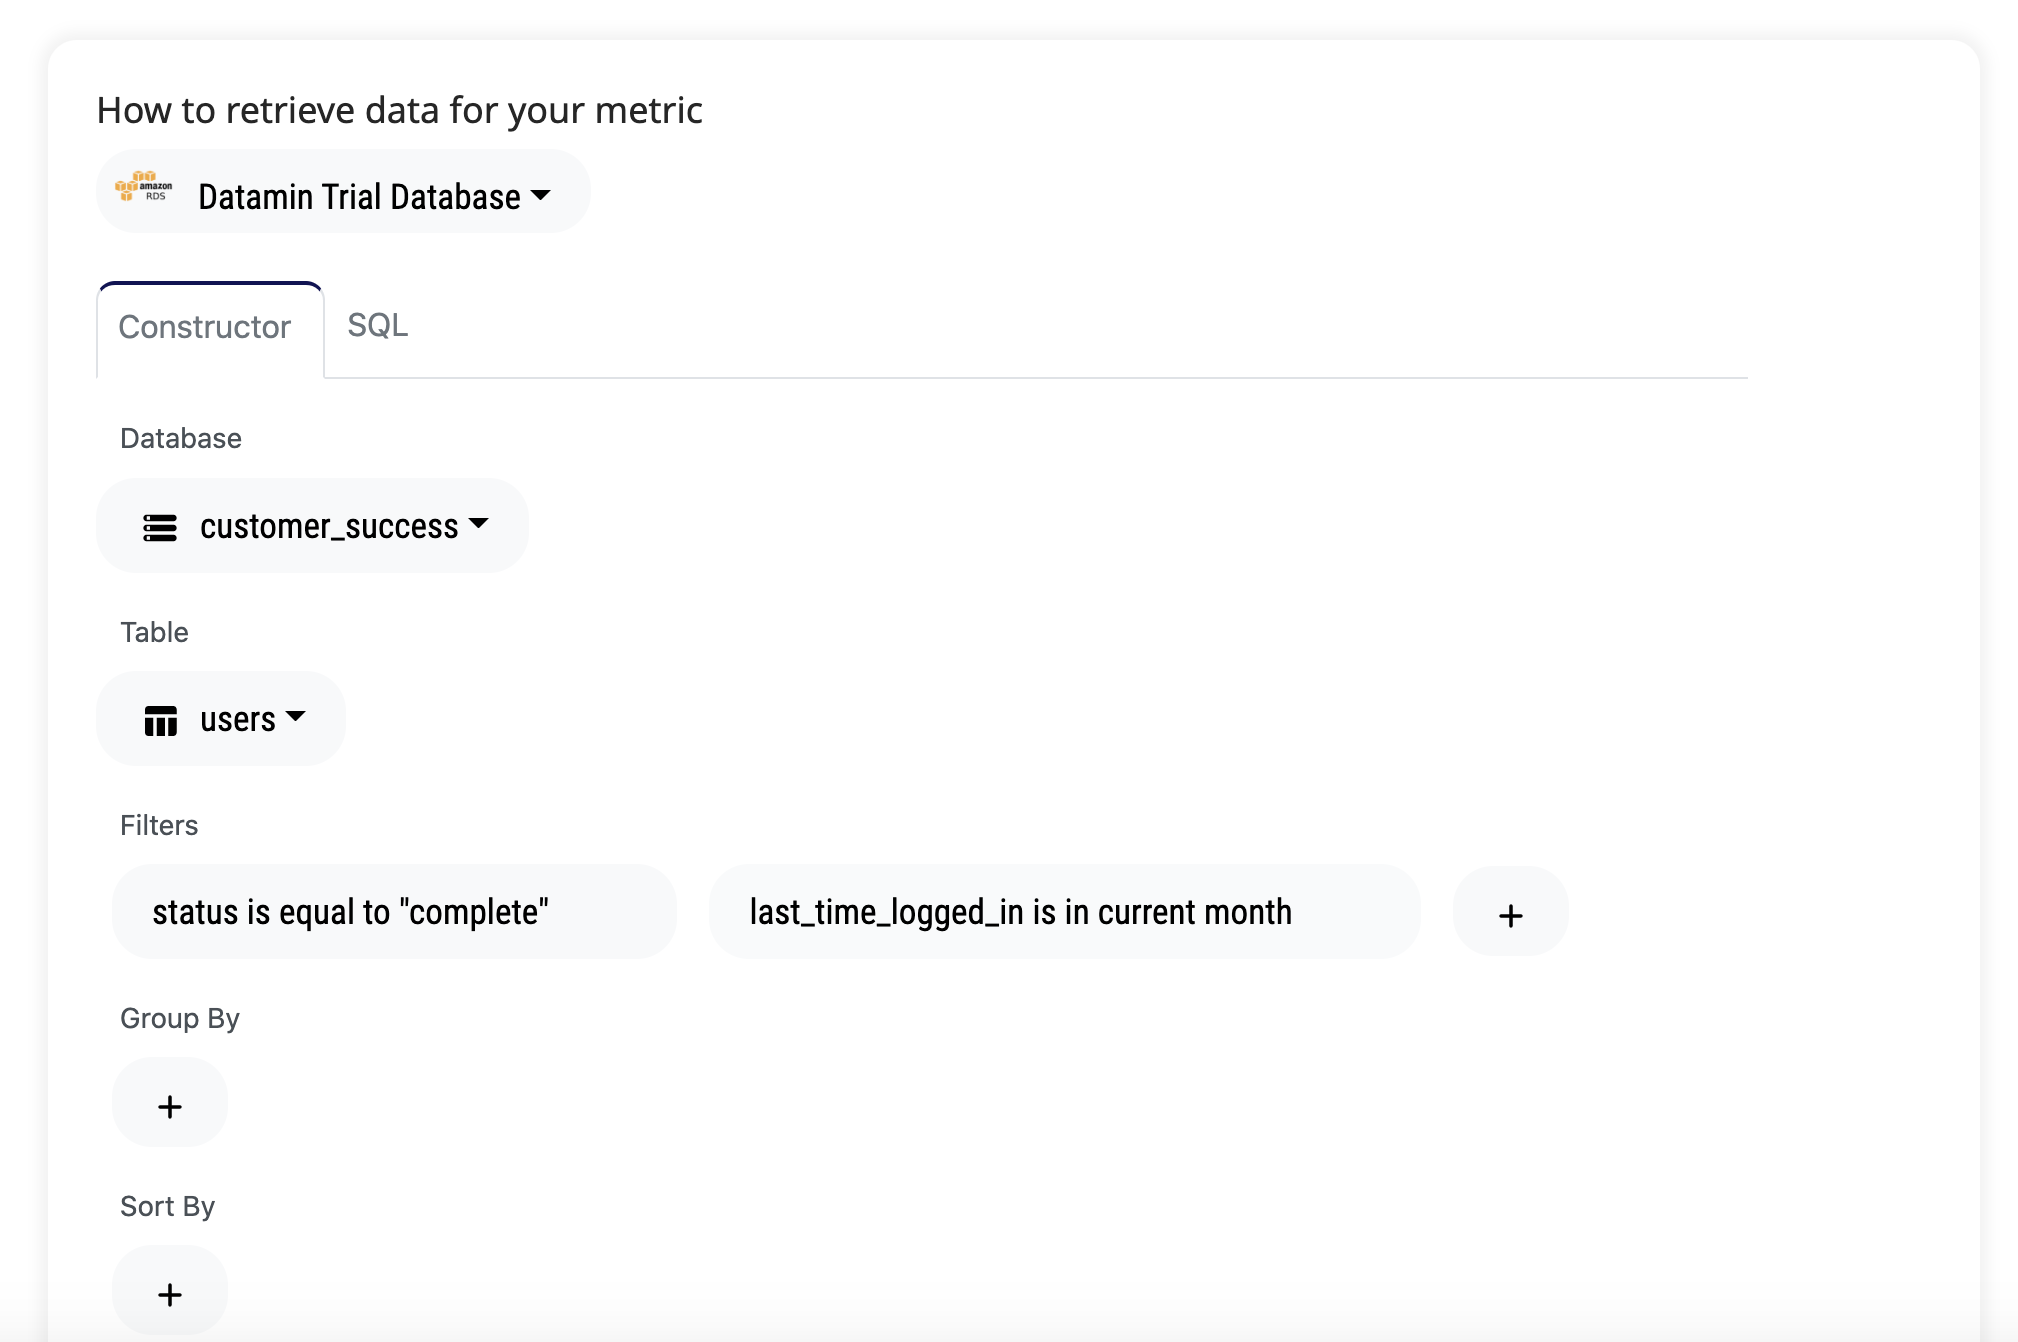 How to retrieve data for your metric
amazon
RDS
Datamin Trial Database
Constructor SQL
Database
customer_success
Table
users
Filters
status is equal to "complete" last_time_logged_in is in current month +
Group By
+
Sort By
+